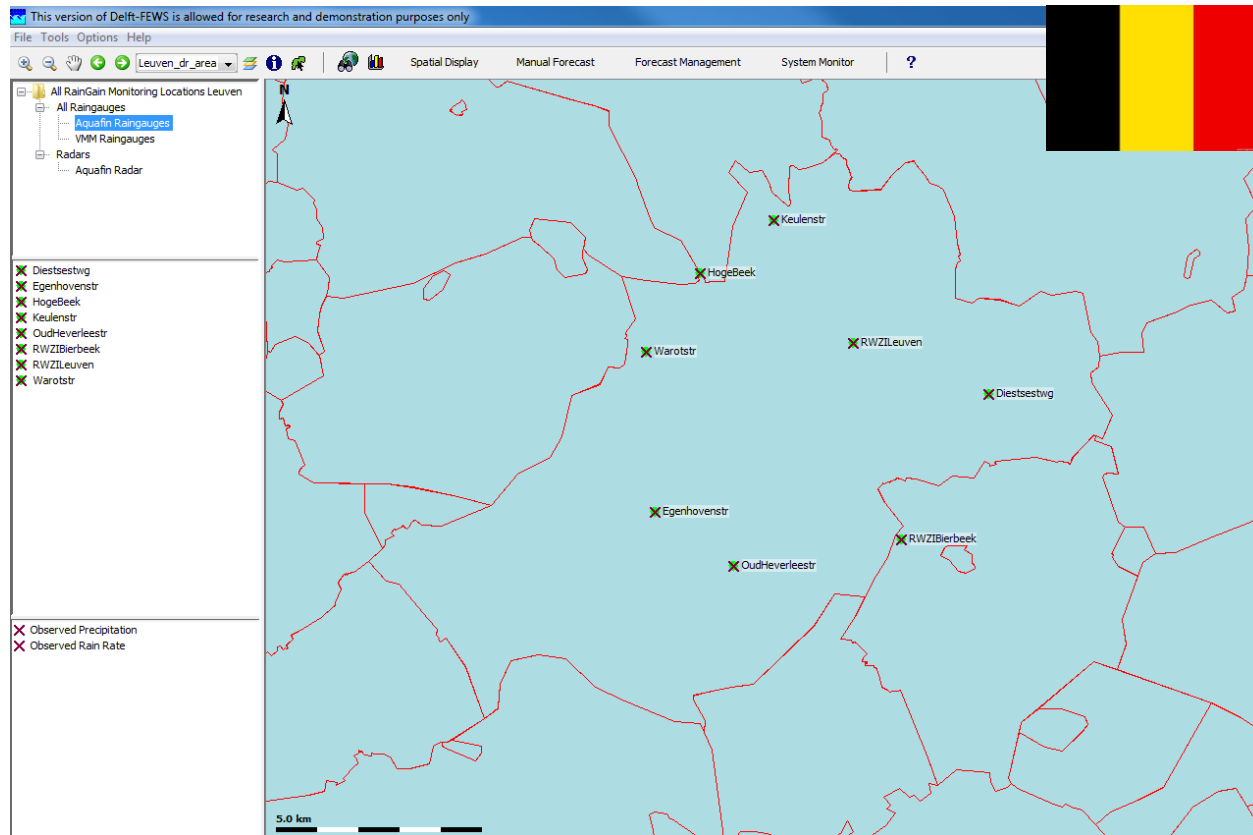 This version of Delft-FEWS is allowed for research and demonstration purposes only
File Tools Options Help
Leuven_dr_area Spatial Display Manual Forecast Forecast Management System Monitor ?
All RainGain Monitoring Locations Leuven
All Raingauges
Aquafin Raingauges
VMM Raingauges
Radars
Aquafin Radar
Diestsestwg
Egenhovenstr
HogeBeek
Keulenstr
OudHeverleestr
RWZIBierbeek
RWZILeuven
Warotstr
Observed Precipitation
Observed Rain Rate
N
Keulenstr
HogeBeek
RWZILeuven
Warotstr
Diestsestwg
Egenhovenstr
RWZIBierbeek
OudHeverleestr
5.0 km